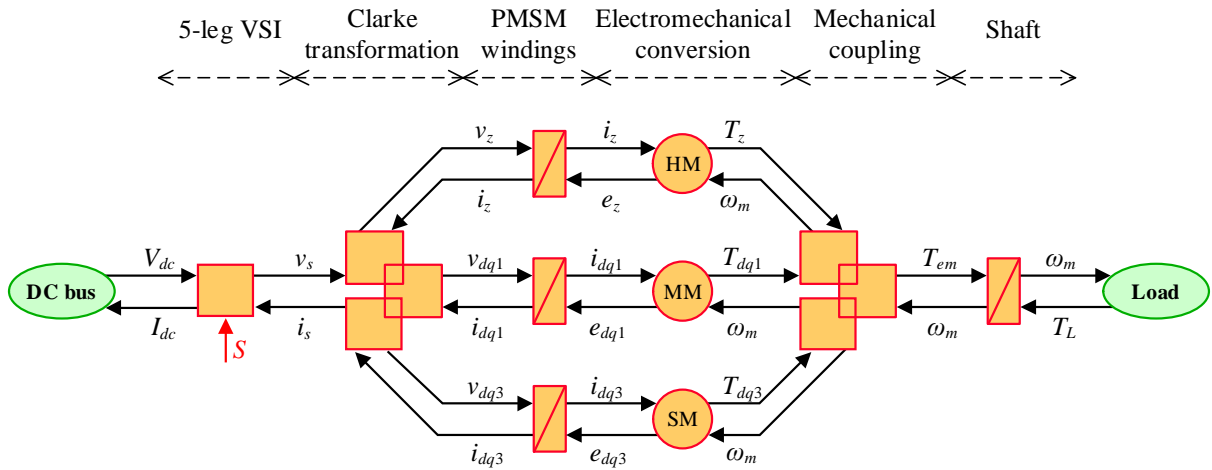 5-leg VSI
Clarke
transformation
PMSM
windings
Electromechanical
conversion
Mechanical
coupling
Shaft
v_z
i_z
T_z
HM
i_z
e_z
ω_m
V_dc
v_s
v_dq1
i_dq1
T_dq1
T_em
ω_m
DC bus
MM
Load
I_dc
i_s
i_dq1
e_dq1
ω_m
ω_m
T_L
S
v_dq3
i_dq3
T_dq3
SM
i_dq3
e_dq3
ω_m